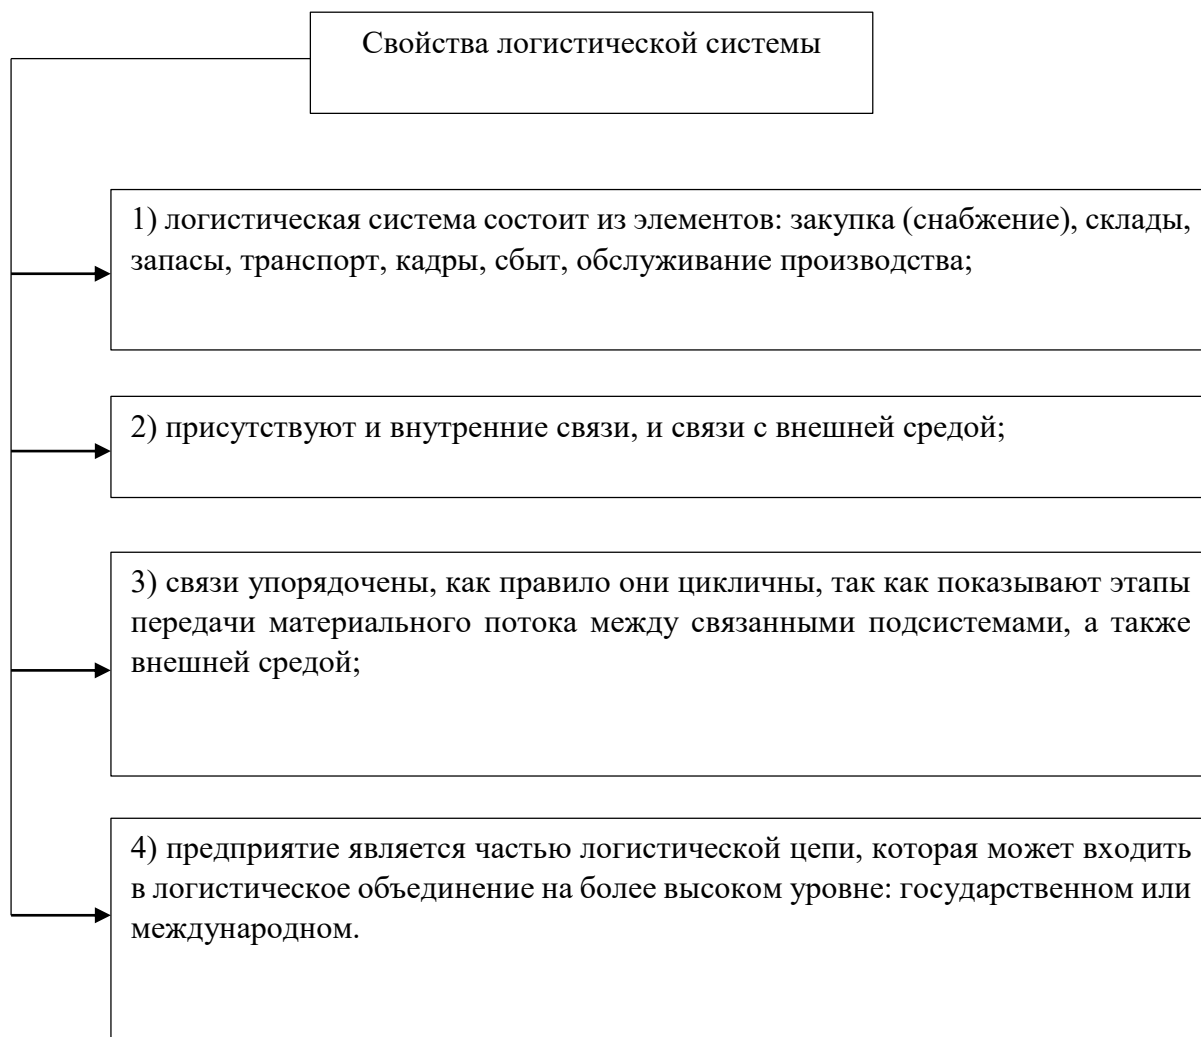 Свойства логистической системы
1) логистическая система состоит из элементов: закупка (снабжение), склады,
запасы, транспорт, кадры, сбыт, обслуживание производства;
2) присутствуют и внутренние связи, и связи с внешней средой;
3) связи упорядочены, как правило они цикличны, так как показывают этапы
передачи материального потока между связанными подсистемами, а также
внешней средой;
4) предприятие является частью логистической цепи, которая может входить
в логистическое объединение на более высоком уровне: государственном или
международном.